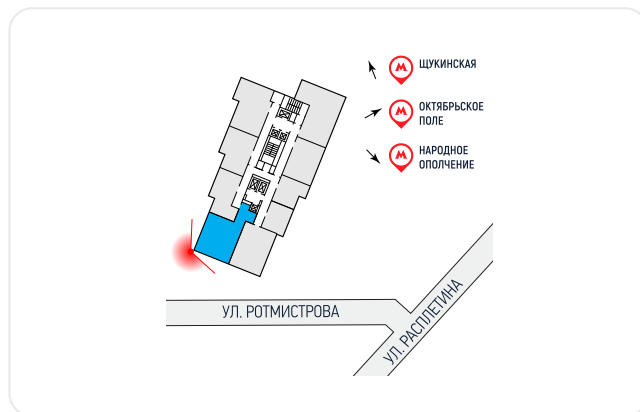 ЩУКИНСКАЯ
ОКТЯБРЬСКОЕ
ПОЛЕ
НАРОДНОЕ
ОПОЛЧЕНИЕ
УЛ. РОТМИСТРОВА
УЛ. РАСПЛЕТИНА